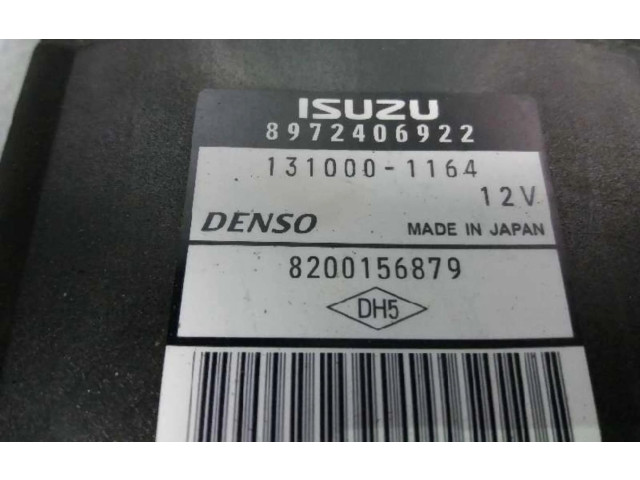 ISUZU
8972406922
131000-1164
12V
DENSO MADE IN JAPAN
8200156879
DH5